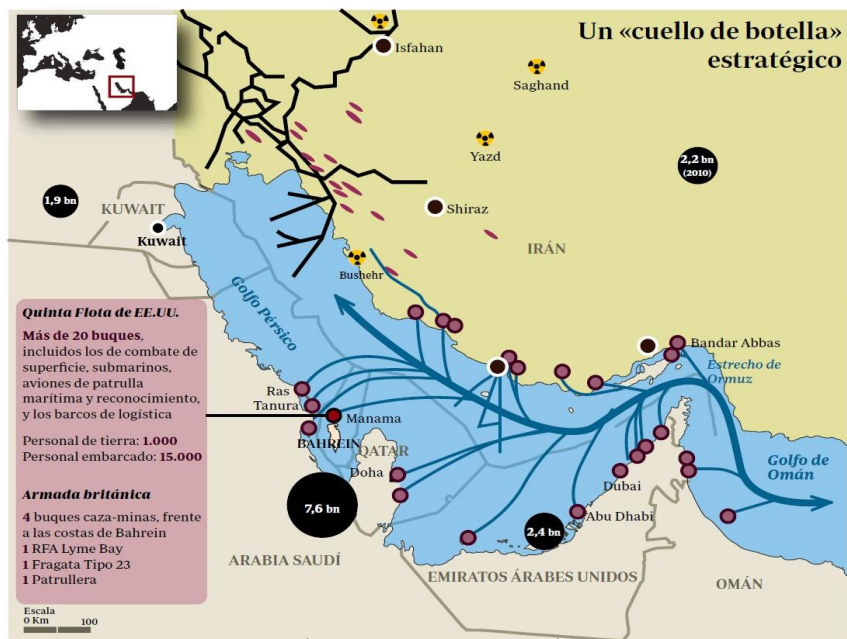 Un «cuello de botella»
estratégico
Isfahan
Saghand
Yazd
2,2 bn
(2010)
1,9 bn
KUWAIT
Kuwait
Shiraz
IRÁN
Bushehr
Golfo Pérsico
Quinta Flota de EE.UU.
Más de 20 buques,
incluidos los de combate de
superficie, submarinos,
aviones de patrulla
marítima y reconocimiento,
y los barcos de logística
Personal de tierra: 1.000
Personal embarcado: 15.000
Armada británica
4 buques caza-minas, frente
a las costas de Bahrein
1 RFA Lyme Bay
1 Fragata Tipo 23
1 Patrullera
Bandar Abbas
Estrecho de
Ormuz
Ras
Tanura
Manama
BAHREIN
QATAR
Doha
Golfo de
Omán
Dubai
7,6 bn
Abu Dhabi
2,4 bn
ARABIA SAUDÍ
EMIRATOS ÁRABES UNIDOS
OMÁN
Escala
0 Km 100